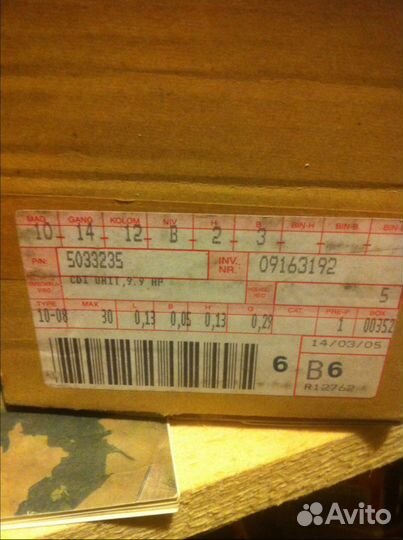 MAG GANG KOLOM NIV H B BIN-H BIN-B BIN-
10- 14- 12- B - 2 - 3 - - -
P/N: 5033235 INV. NR. 09163192
CDI UNIT,9.9 HP 5
TYPE MAX L B H G CAT. PRE-P BOX
10-08 30 0,13 0,05 0,13 0,29 1 00352
14/03/05
6 B6
R12762
Avito